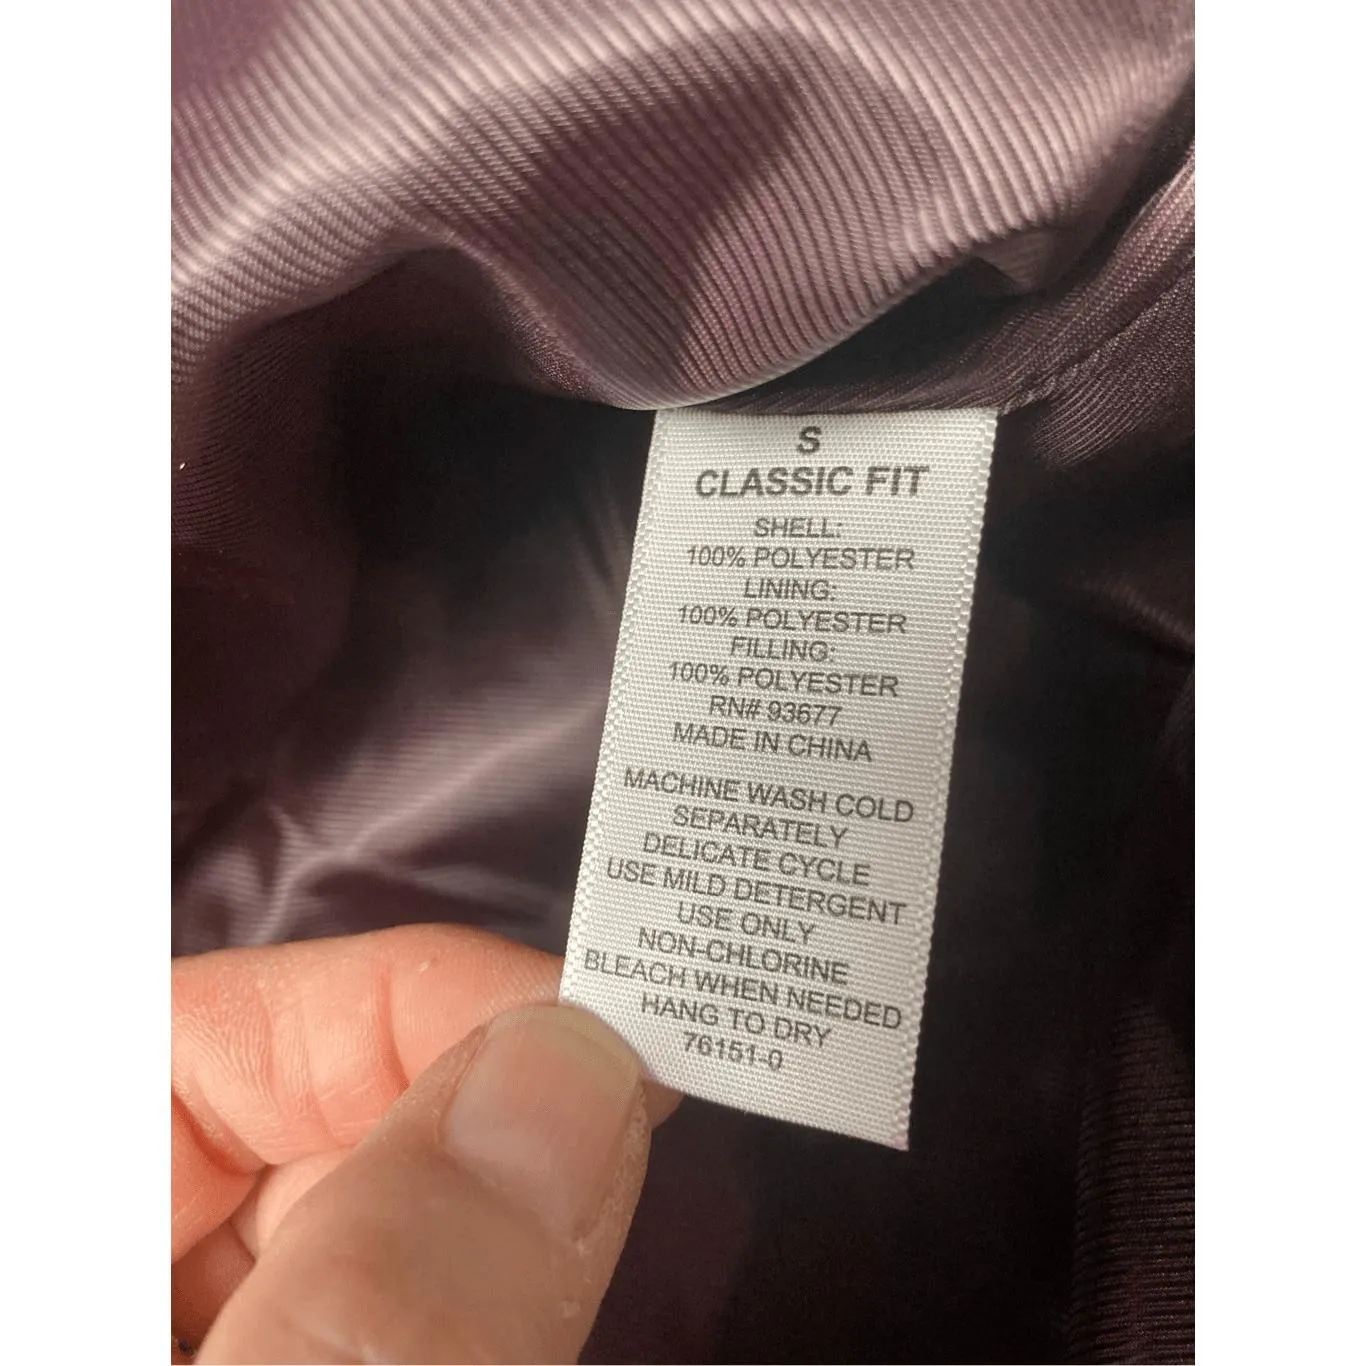 S
CLASSIC FIT
SHELL:
100% POLYESTER
LINING:
100% POLYESTER
FILLING:
100% POLYESTER
RN# 93677
MADE IN CHINA
MACHINE WASH COLD
SEPARATELY
DELICATE CYCLE
USE MILD DETERGENT
USE ONLY
NON-CHLORINE
BLEACH WHEN NEEDED
HANG TO DRY
76151-0